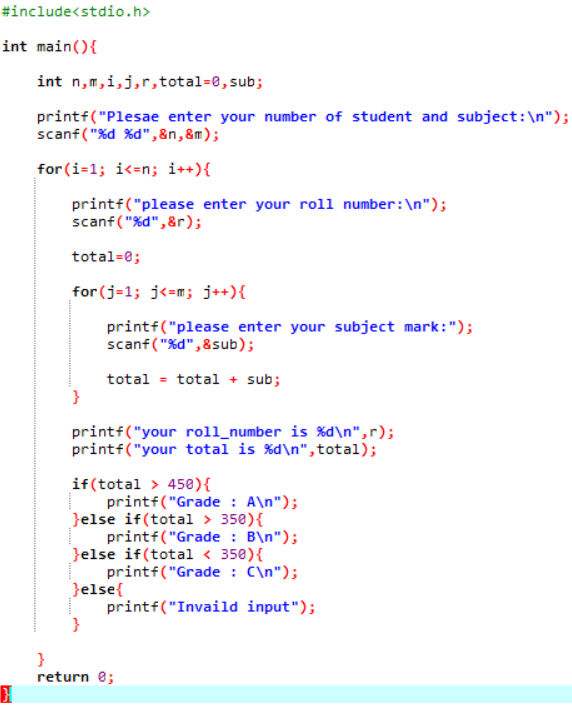 #include<stdio.h>
int main(){
int n,m,i,j,r,total=0,sub;
printf("Plesae enter your number of student and subject:\n");
scanf("%d %d",&n,&m);
for(i=1; i<=n; i++){
printf("please enter your roll number:\n");
scanf("%d",&r);
total=0;
for(j=1; j<=m; j++){
printf("please enter your subject mark:");
scanf("%d",&sub);
total = total + sub;
}
printf("your roll_number is %d\n",r);
printf("your total is %d\n",total);
if(total > 450){
printf("Grade : A\n");
}else if(total > 350){
printf("Grade : B\n");
}else if(total < 350){
printf("Grade : C\n");
}else{
printf("Invaild input");
}
}
return 0;
}